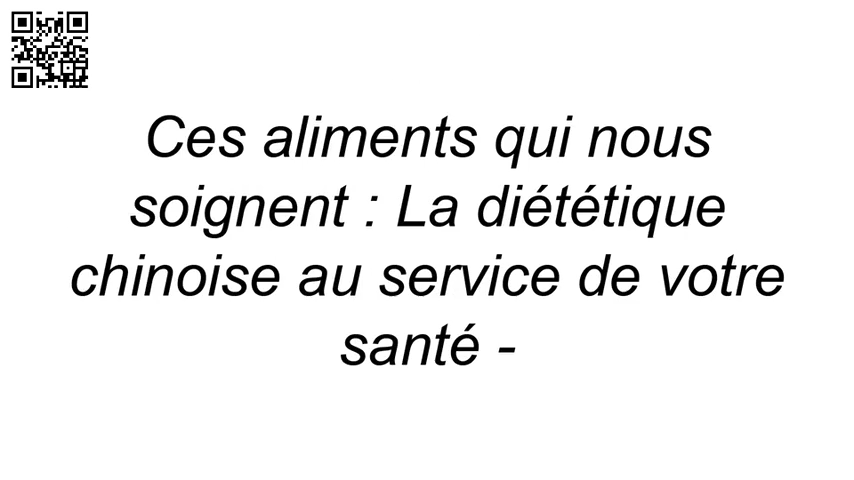 Ces aliments qui nous
soignent : La diététique
chinoise au service de votre
santé -